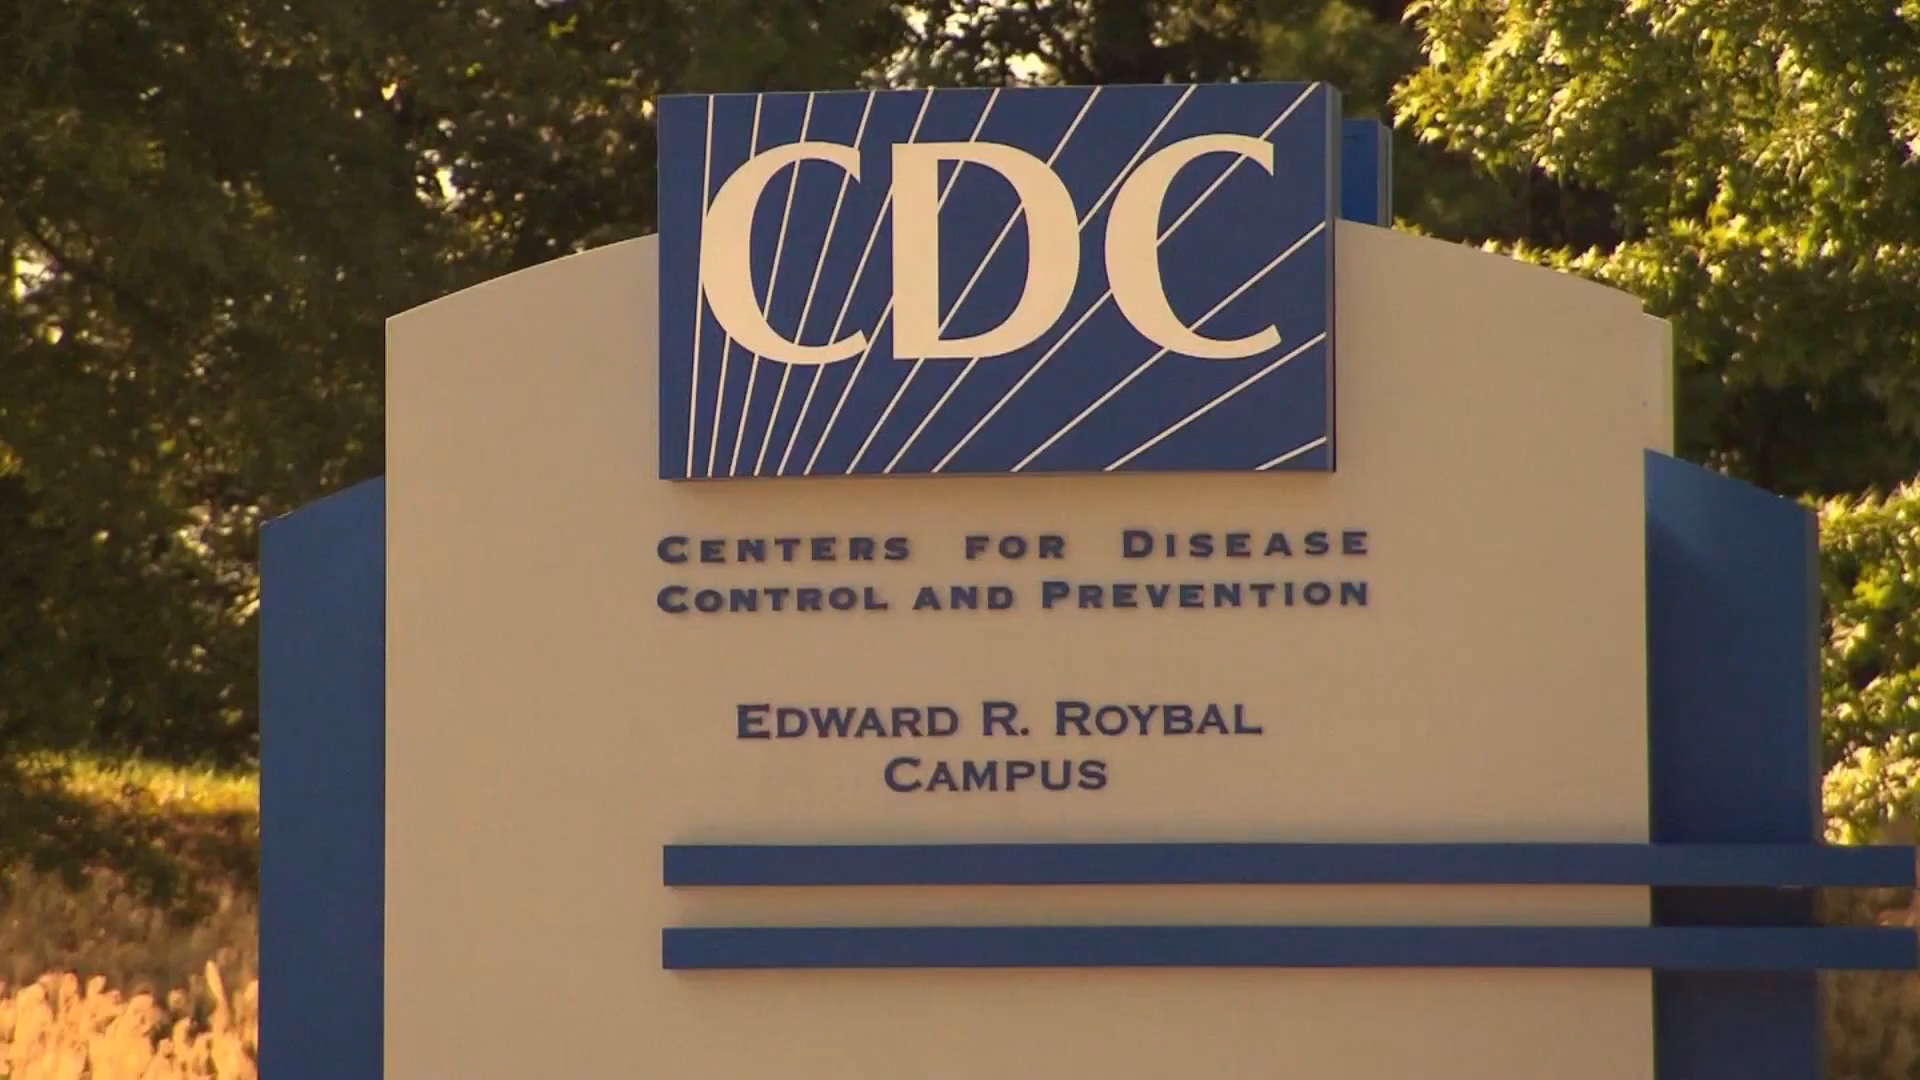 CDC
CENTERS FOR DISEASE
CONTROL AND PREVENTION
EDWARD R. ROYBAL
CAMPUS